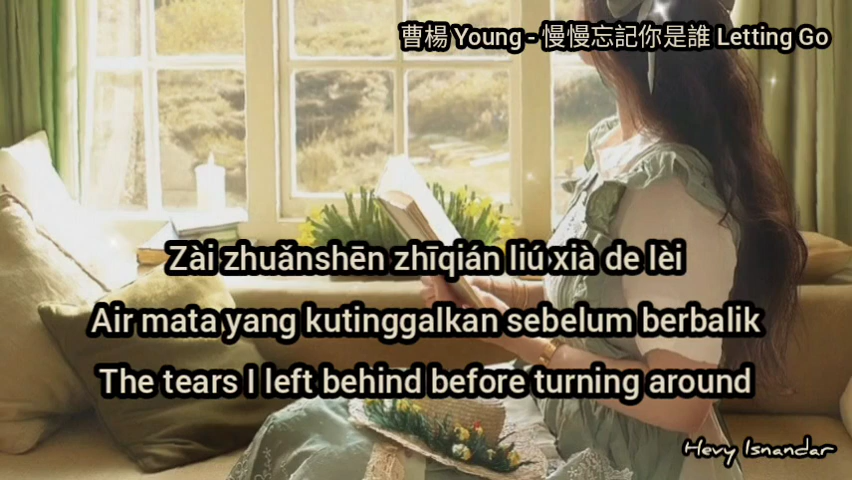 曹楊 Young - 慢慢忘記你是誰 Letting Go
Zài zhuǎnshēn zhīqián liú xià de lèi
Air mata yang kutinggalkan sebelum berbalik
The tears I left behind before turning around
Hevy Isnandar